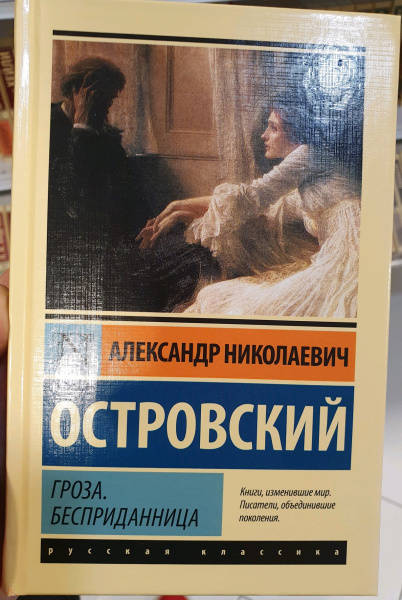 АЛЕКСАНДР НИКОЛАЕВИЧ
ОСТРОВСКИЙ
ГРОЗА.
БЕСПРИДАННИЦА
Книги, изменившие мир.
Писатели, объединившие
поколения.
русская классика